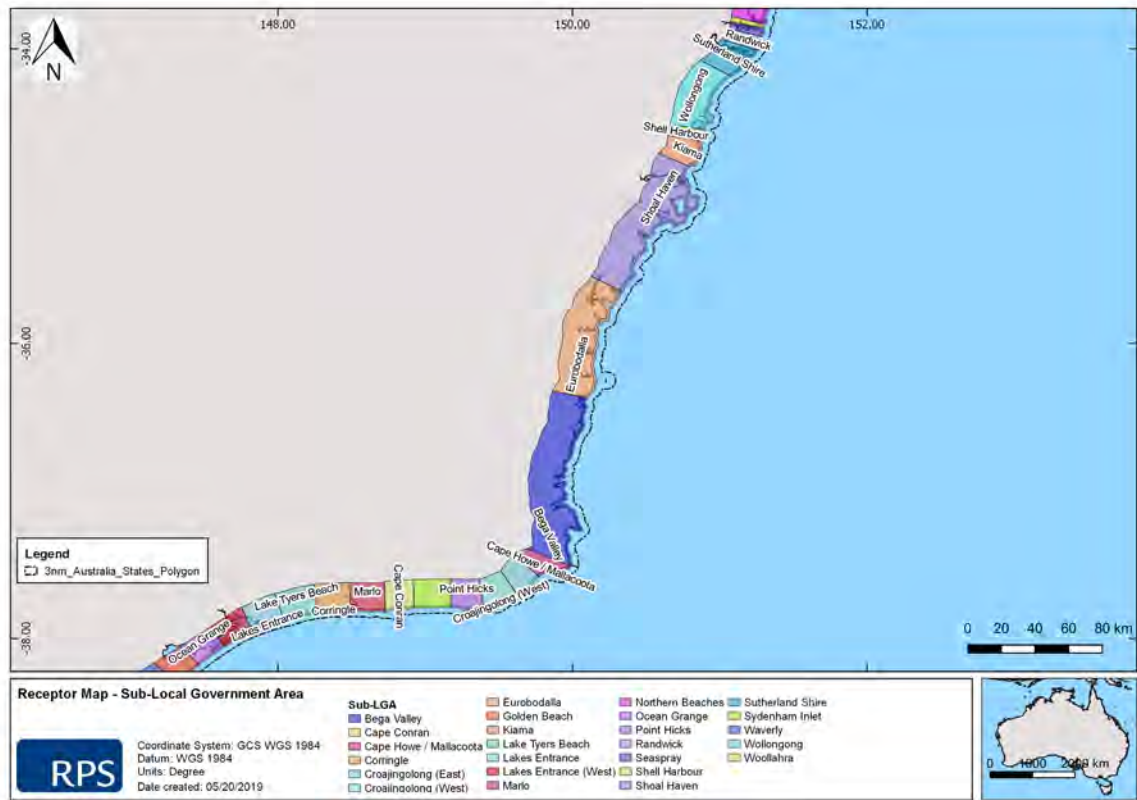 148.00
150.00
152.00
-34.00
-36.00
-38.00
N
Randwick
Sutherland Shire
Wollongong
Shell Harbour
Kiama
Shoal Haven
Eurobodalla
Bega Valley
Cape Howe / Mallacoota
Croajingolong (West)
Point Hicks
Cape Conran
Marlo
Corringle
Lake Tyers Beach
Lakes Entrance
Ocean Grange
Legend
3nm_Australia_States_Polygon
0 20 40 60 80 km
Receptor Map - Sub-Local Government Area
RPS
Coordinate System: GCS WGS 1984
Datum: WGS 1984
Units: Degree
Date created: 05/20/2019
Sub-LGA
Bega Valley
Cape Conran
Cape Howe / Mallacoota
Corringle
Croajingolong (East)
Croajingolong (West)
Eurobodalla
Golden Beach
Kiama
Lake Tyers Beach
Lakes Entrance
Lakes Entrance (West)
Marlo
Northern Beaches
Ocean Grange
Point Hicks
Randwick
Seaspray
Shell Harbour
Shoal Haven
Sutherland Shire
Sydenham Inlet
Waverly
Wollongong
Woollahra
0 1000 2000 km